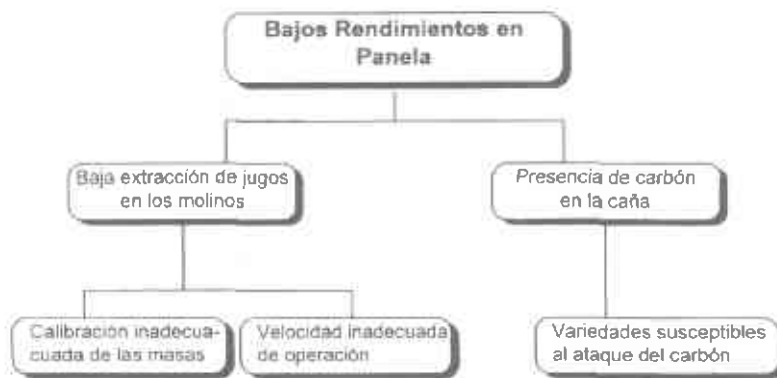 Bajos Rendimientos en
Panela
Baja extracción de jugos
en los molinos
Presencia de carbón
en la caña
Calibración inadecua-
cuada de las masas
Velocidad inadecuada
de operación
Variedades susceptibles
al ataque del carbón